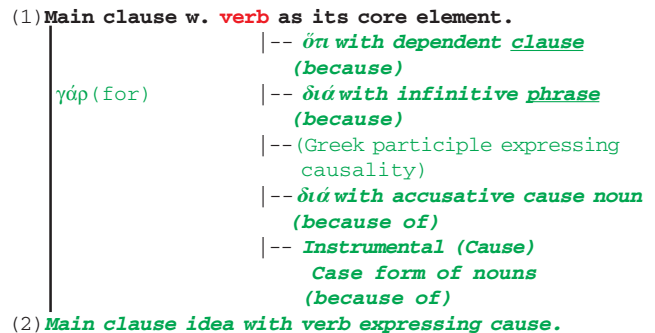 (1)Main clause w. verb as its core element.
|-- ὅτι with dependent clause
(because)
γάρ(for) |-- διά with infinitive phrase
(because)
|--(Greek participle expressing
causality)
|-- διά with accusative cause noun
(because of)
|-- Instrumental (Cause)
Case form of nouns
(because of)
(2)Main clause idea with verb expressing cause.